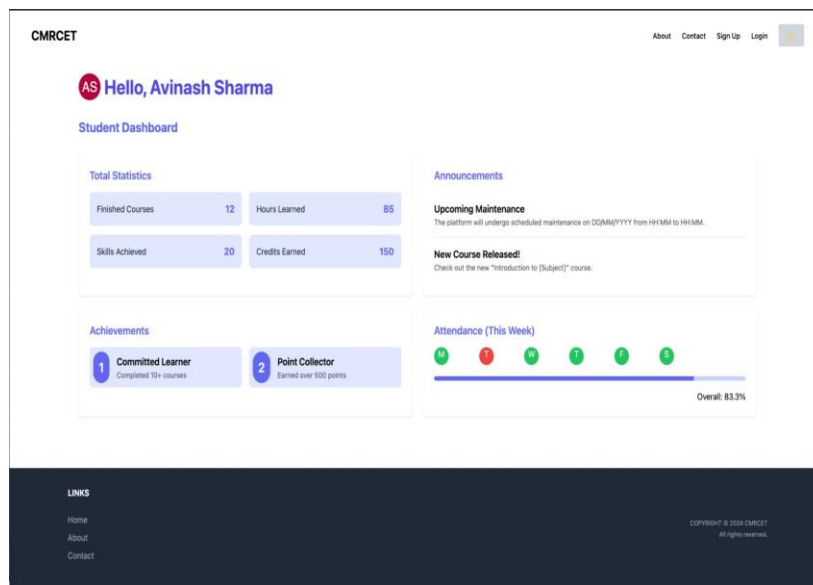 CMRCET
About Contact Sign Up Login
AS Hello, Avinash Sharma
Student Dashboard
Total Statistics
Finished Courses 12
Hours Learned 85
Skills Achieved 20
Credits Earned 150
Announcements
Upcoming Maintenance
The platform will undergo scheduled maintenance on DD/MM/YYYY from HH:MM to HH:MM.
New Course Released!
Check out the new "Introduction to [Subject]" course.
Achievements
1 Committed Learner
Completed 10+ courses
2 Point Collector
Earned over 500 points
Attendance (This Week)
M T W T F S
Overall: 83.3%
LINKS
Home
About
Contact
COPYRIGHT © 2024 CMRCET
All rights reserved.